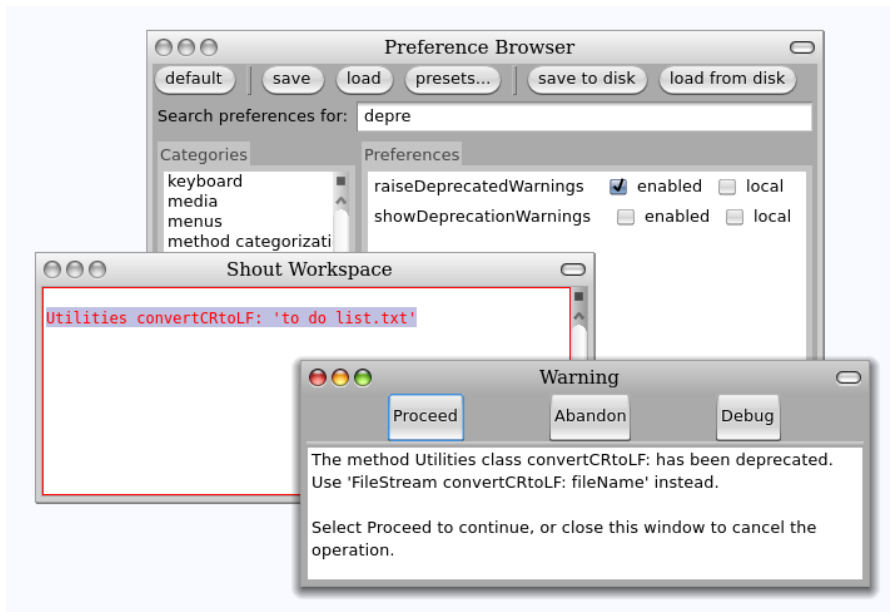 Preference Browser
default save load presets... save to disk load from disk
Search preferences for: depre
Categories Preferences
keyboard
media
menus
method categorizati
raiseDeprecatedWarnings enabled local
showDeprecationWarnings enabled local
Shout Workspace
Utilities convertCRtoLF: 'to do list.txt'
Warning
Proceed Abandon Debug
The method Utilities class convertCRtoLF: has been deprecated.
Use 'FileStream convertCRtoLF: fileName' instead.
Select Proceed to continue, or close this window to cancel the
operation.